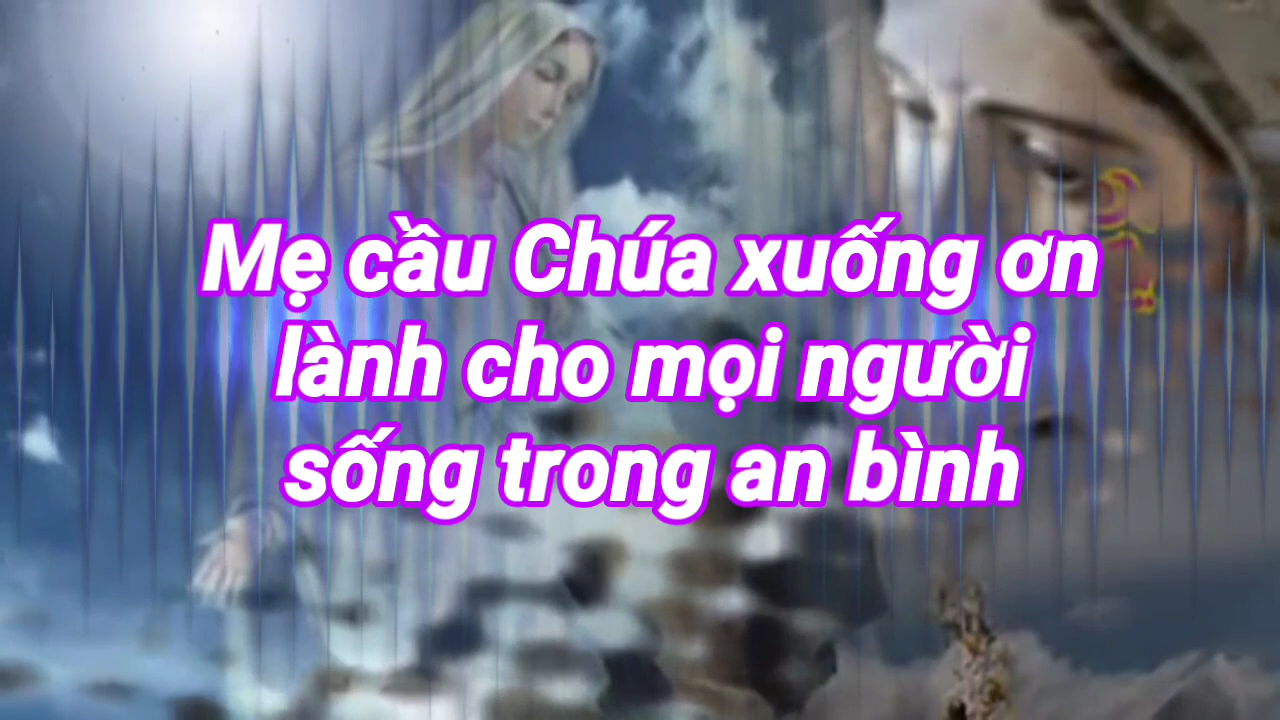 Mẹ cầu Chúa xuống ơn
lành cho mọi người
sống trong an bình